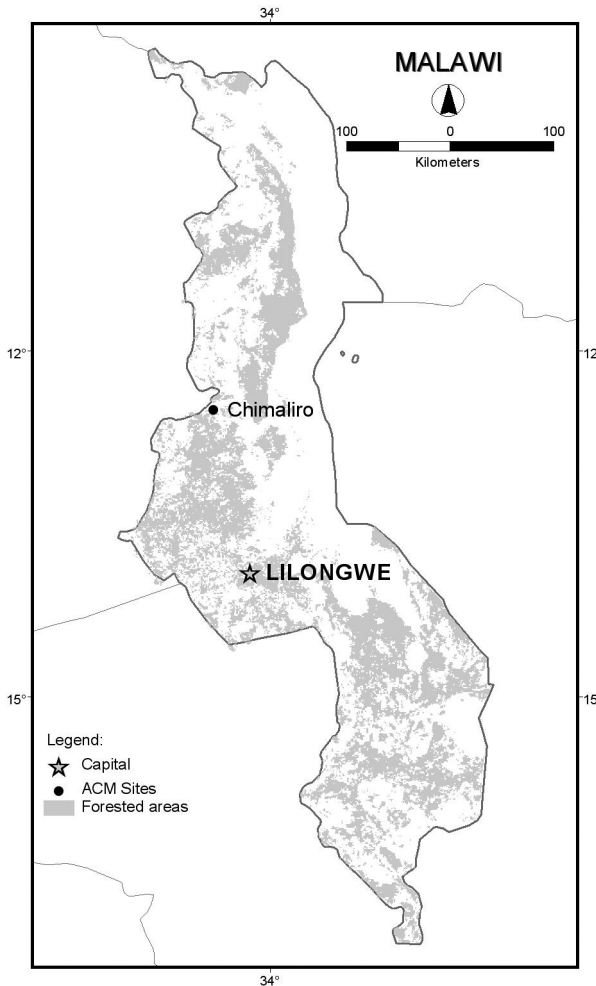 34°
MALAWI
100 0 100
Kilometers
12° 12
Chimaliro
LILONGWE
15° 15
Legend:
Capital
ACM Sites
Forested areas
34°